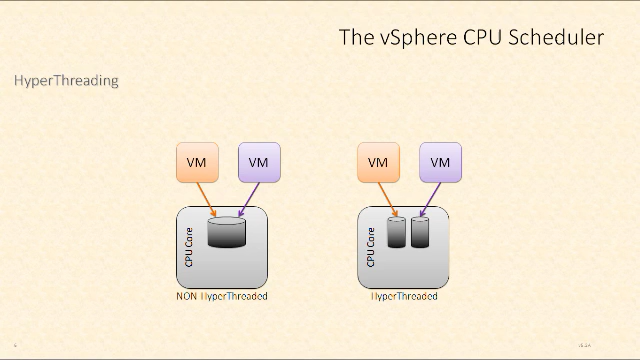 The vSphere CPU Scheduler
HyperThreading
VM VM VM VM
CPU Core CPU Core
NON HyperThreaded HyperThreaded